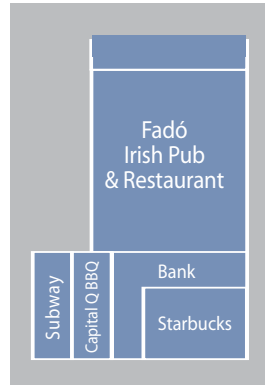 Fadó
Irish Pub
& Restaurant
Subway
Capital Q BBQ
Bank
Starbucks